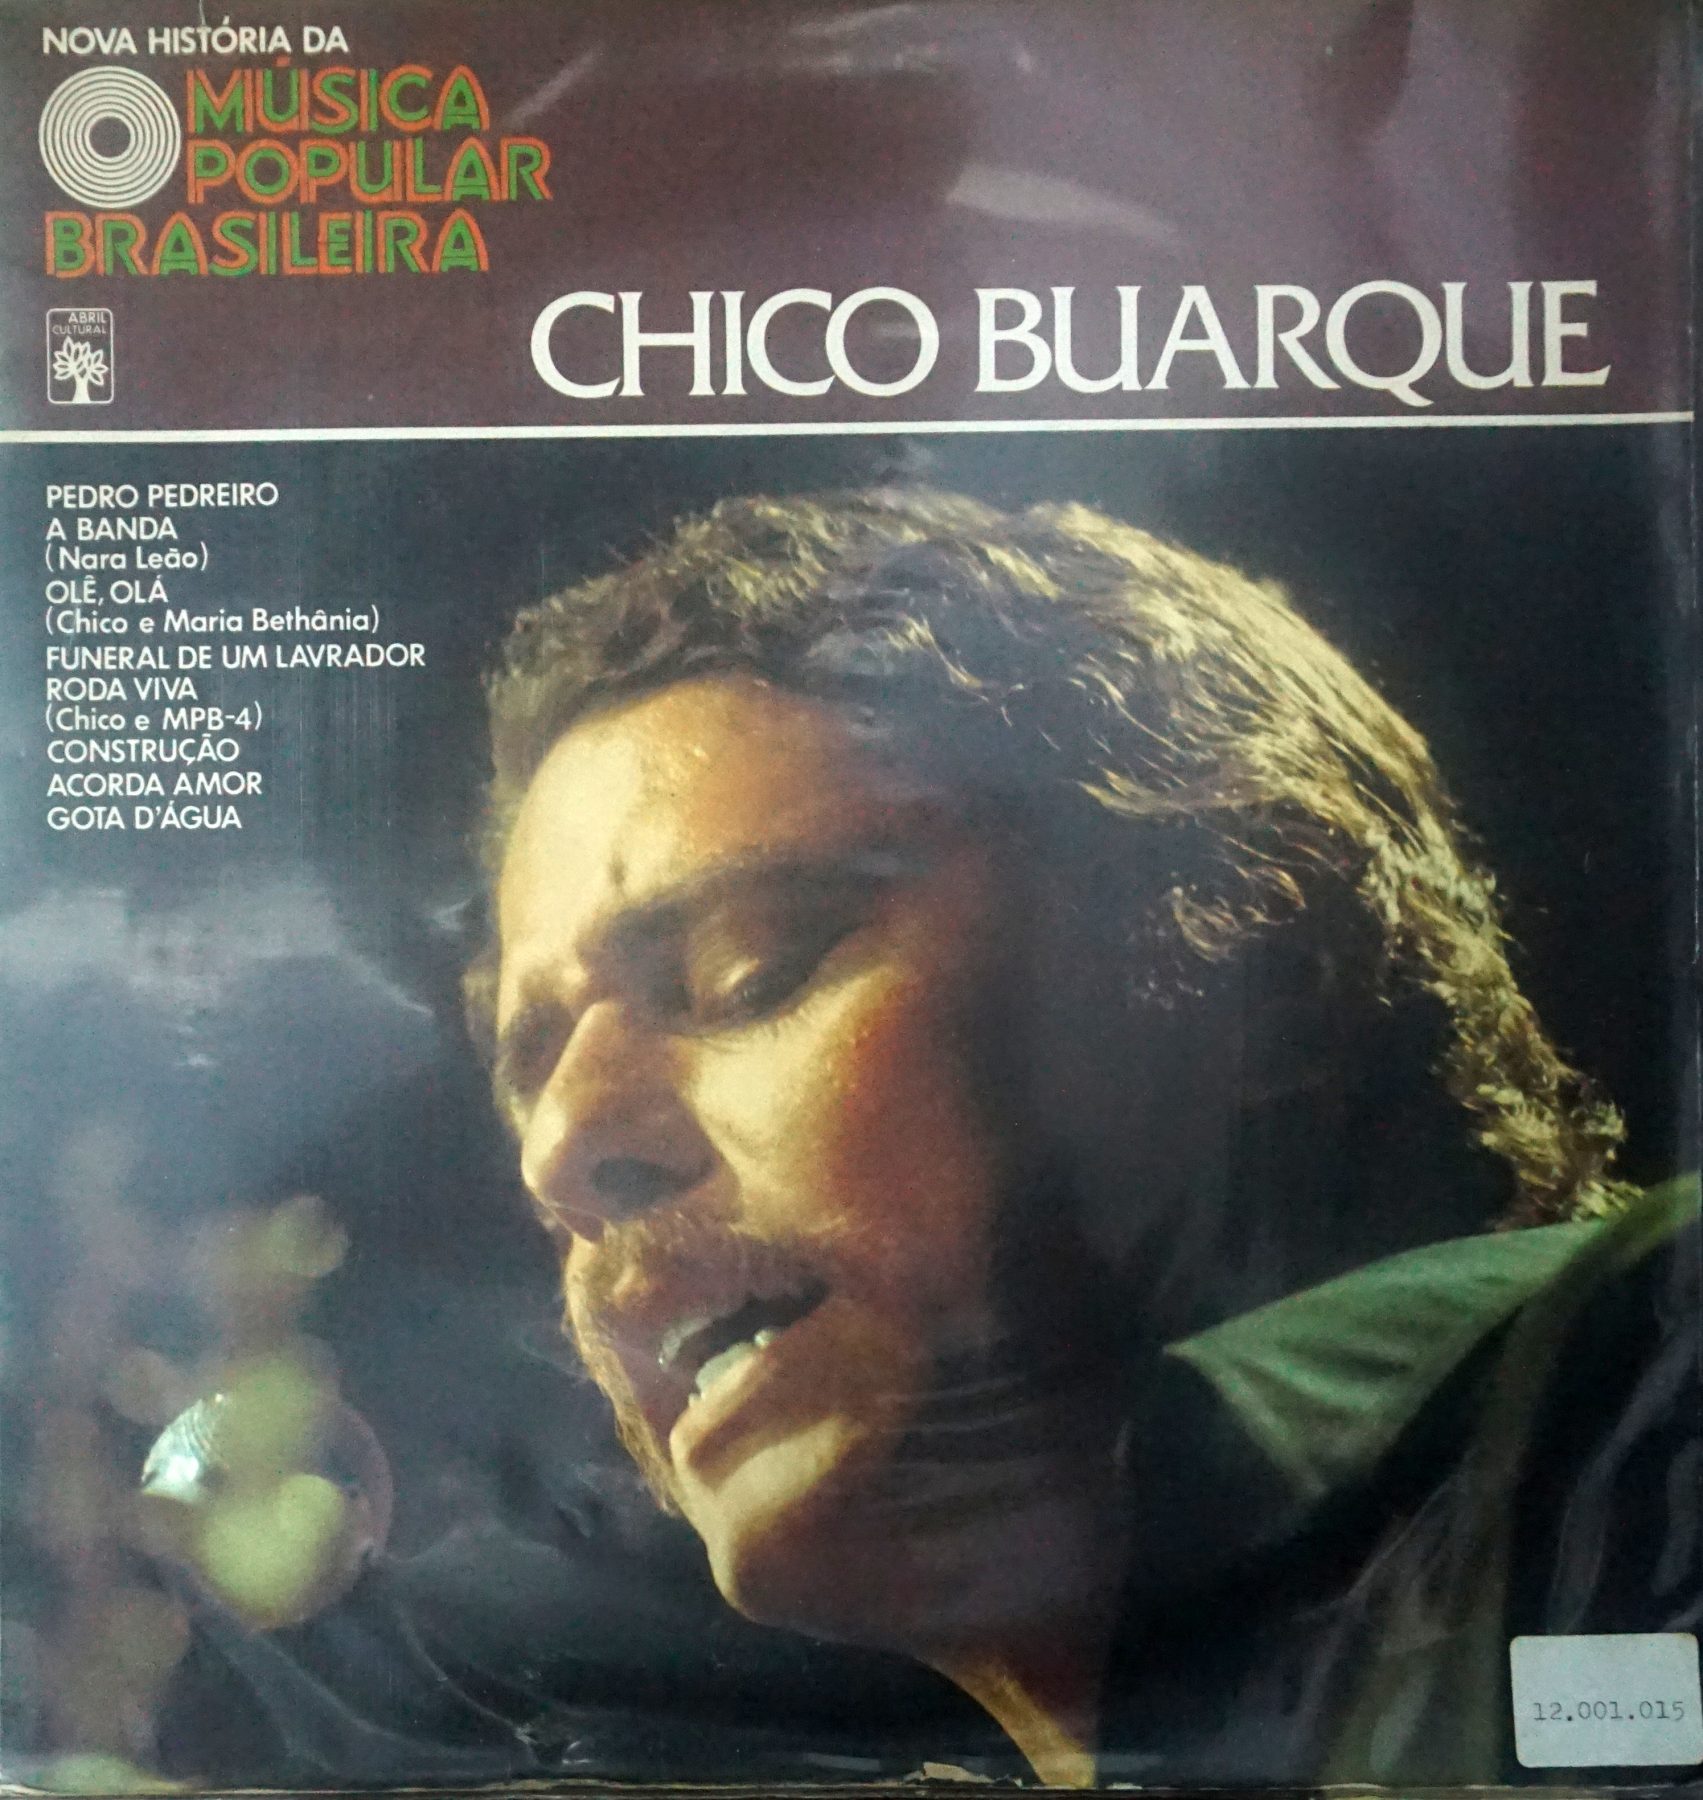 NOVA HISTÓRIA DA
MÚSICA
POPULAR
BRASILEIRA
ABRIL
CULTURAL
CHICO BUARQUE
PEDRO PEDREIRO
A BANDA
(Nara Leão)
OLÊ, OLÁ
(Chico e Maria Bethânia)
FUNERAL DE UM LAVRADOR
RODA VIVA
(Chico e MPB-4)
CONSTRUÇÃO
ACORDA AMOR
GOTA D'ÁGUA
12.001.015